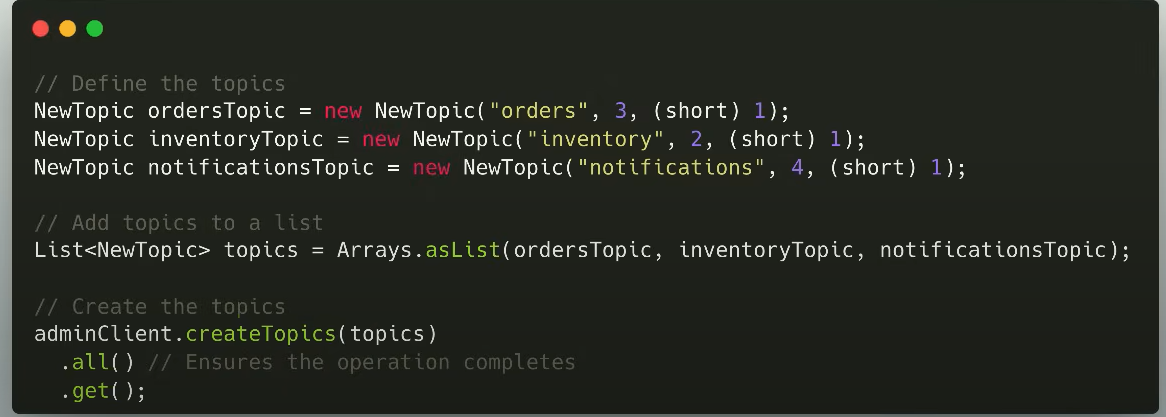 // Define the topics
NewTopic ordersTopic = new NewTopic("orders", 3, (short) 1);
NewTopic inventoryTopic = new NewTopic("inventory", 2, (short) 1);
NewTopic notificationsTopic = new NewTopic("notifications", 4, (short) 1);
// Add topics to a list
List<NewTopic> topics = Arrays.asList(ordersTopic, inventoryTopic, notificationsTopic);
// Create the topics
adminClient.createTopics(topics)
  .all() // Ensures the operation completes
  .get();